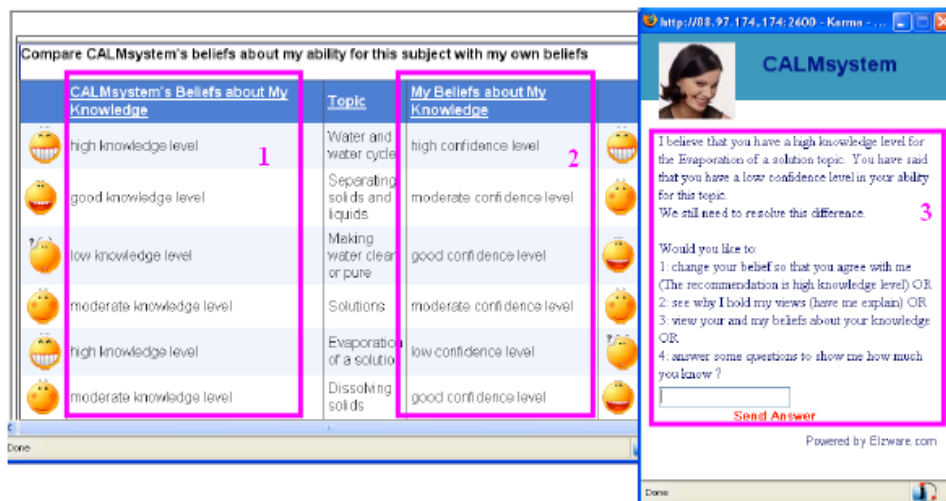 Compare CALMsystem's beliefs about my ability for this subject with my own beliefs
CALMsystem's Beliefs about My
Knowledge
Topic
My Beliefs about My
Knowledge
high knowledge level
1
Water and
water cycle
high confidence level
2
good knowledge level
Separating
solids and
liquids
moderate confidence level
low knowledge level
Making
water clean
or pure
good confidence level
moderate knowledge level
Solutions
moderate confidence level
high knowledge level
Evaporation
of a solution
low confidence level
moderate knowledge level
Dissolving
solids
good confidence level
Done
http://88.97.174.174:2600 - Karma - ...
CALMsystem
I believe that you have a high knowledge level for
the Evaporation of a solution topic. You have said
that you have a low confidence level in your ability
for this topic.
We still need to resolve this difference.
3
Would you like to:
1: change your belief so that you agree with me
(The recommendation is high knowledge level) OR
2: see why I hold my views (have me explain) OR
3: view your and my beliefs about your knowledge
OR
4: answer some questions to show me how much
you know ?
Send Answer
Powered by Elzware.com
Done